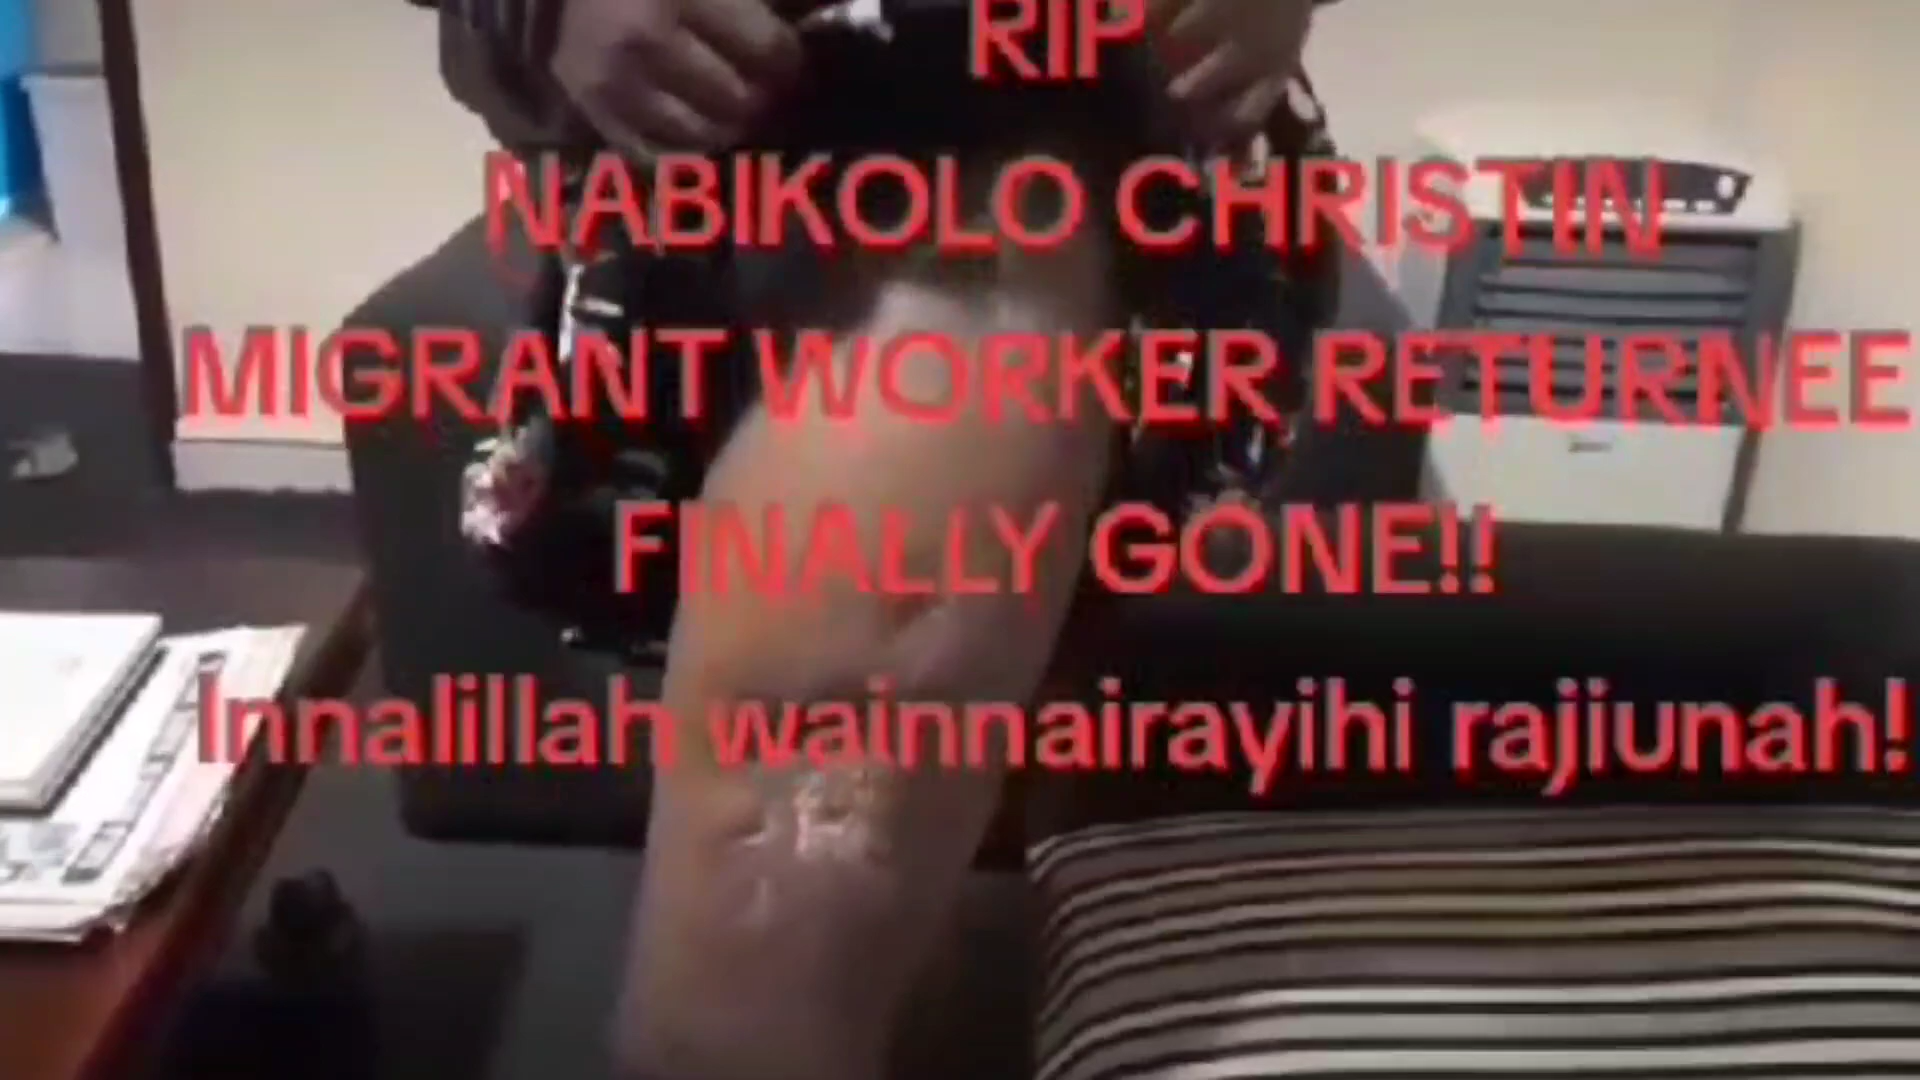 RIP
NABIKOLO CHRISTIN
MIGRANT WORKER RETURNEE
FINALLY GONE!!
Innalillah wainnairayihi rajiunah!